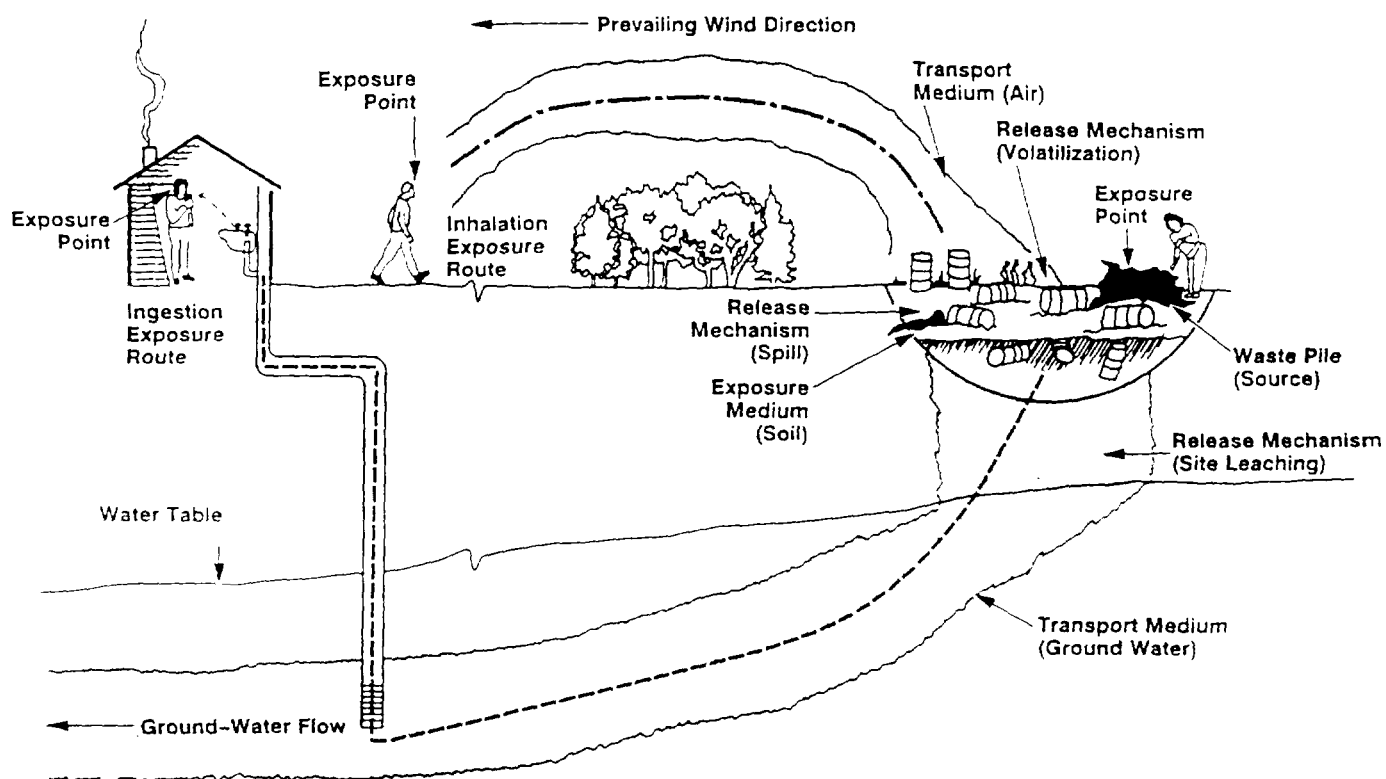 Prevailing Wind Direction
Exposure
Point
Transport
Medium (Air)
Release Mechanism
(Volatilization)
Exposure
Point
Exposure
Point
Inhalation
Exposure
Route
Ingestion
Exposure
Route
Release
Mechanism
(Spill)
Waste Pile
(Source)
Exposure
Medium
(Soil)
Release Mechanism
(Site Leaching)
Water Table
Transport Medium
(Ground Water)
Ground-Water Flow